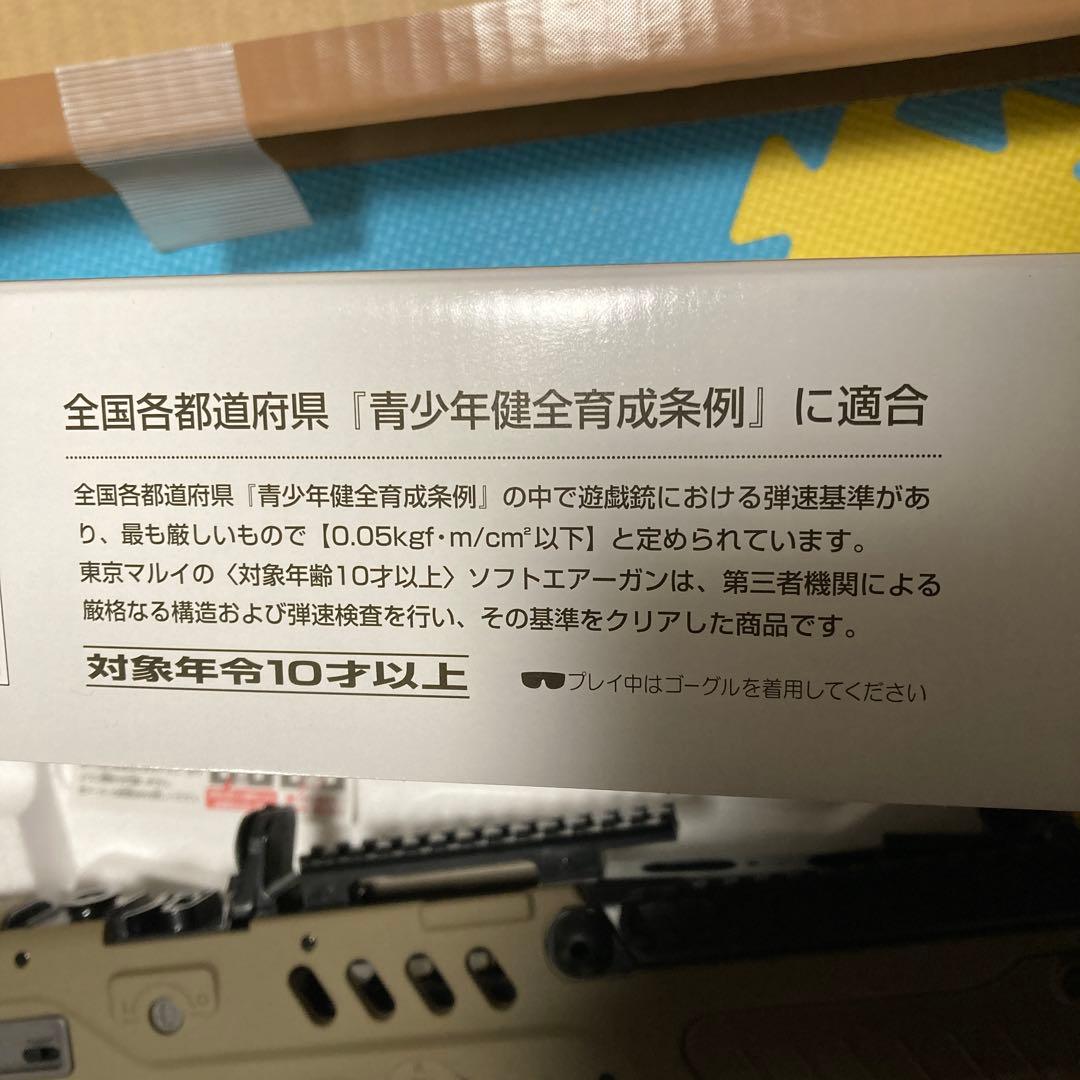 全国各都道府県『青少年健全育成条例』に適合
全国各都道府県『青少年健全育成条例』の中で遊戯銃における弾速基準があ
り、最も厳しいもので【0.05kgf・m/cm²以下】と定められています。
東京マルイの〈対象年齢10才以上〉ソフトエアーガンは、第三者機関による
厳格なる構造および弾速検査を行い、その基準をクリアした商品です。
対象年令10才以上
プレイ中はゴーグルを着用してください